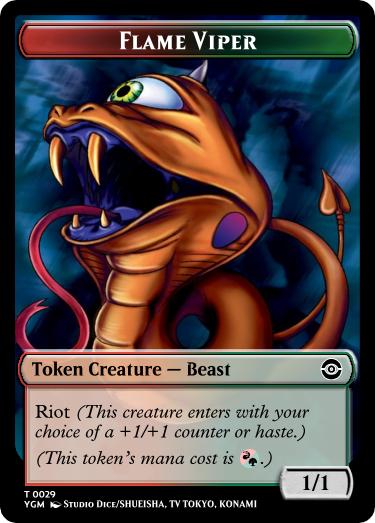 Flame Viper
Token Creature — Beast
Riot (This creature enters with your
choice of a +1/+1 counter or haste.)
(This token's mana cost is .)
1/1
T 0029
YGM Studio Dice/SHUEISHA, TV TOKYO, KONAMI